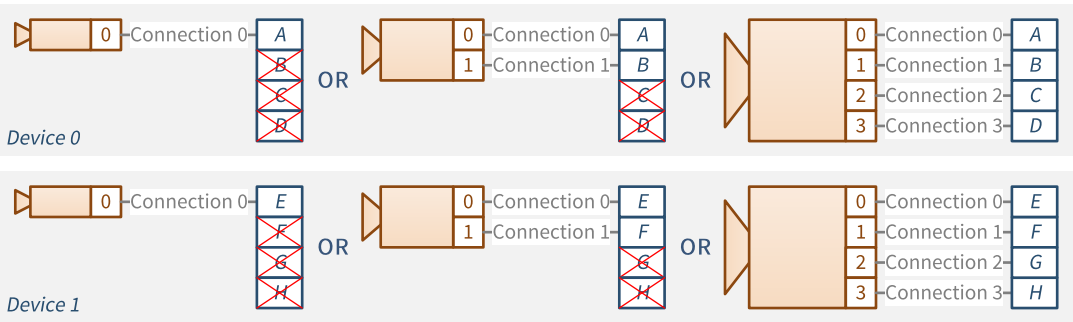 0 Connection 0 A 0 Connection 0 A 0 Connection 0 A
B 1 Connection 1 B 1 Connection 1 B
OR OR
C C 2 Connection 2 C
D D 3 Connection 3 D
Device 0
0 Connection 0 E 0 Connection 0 E 0 Connection 0 E
F 1 Connection 1 F 1 Connection 1 F
OR OR
G G 2 Connection 2 G
H H 3 Connection 3 H
Device 1